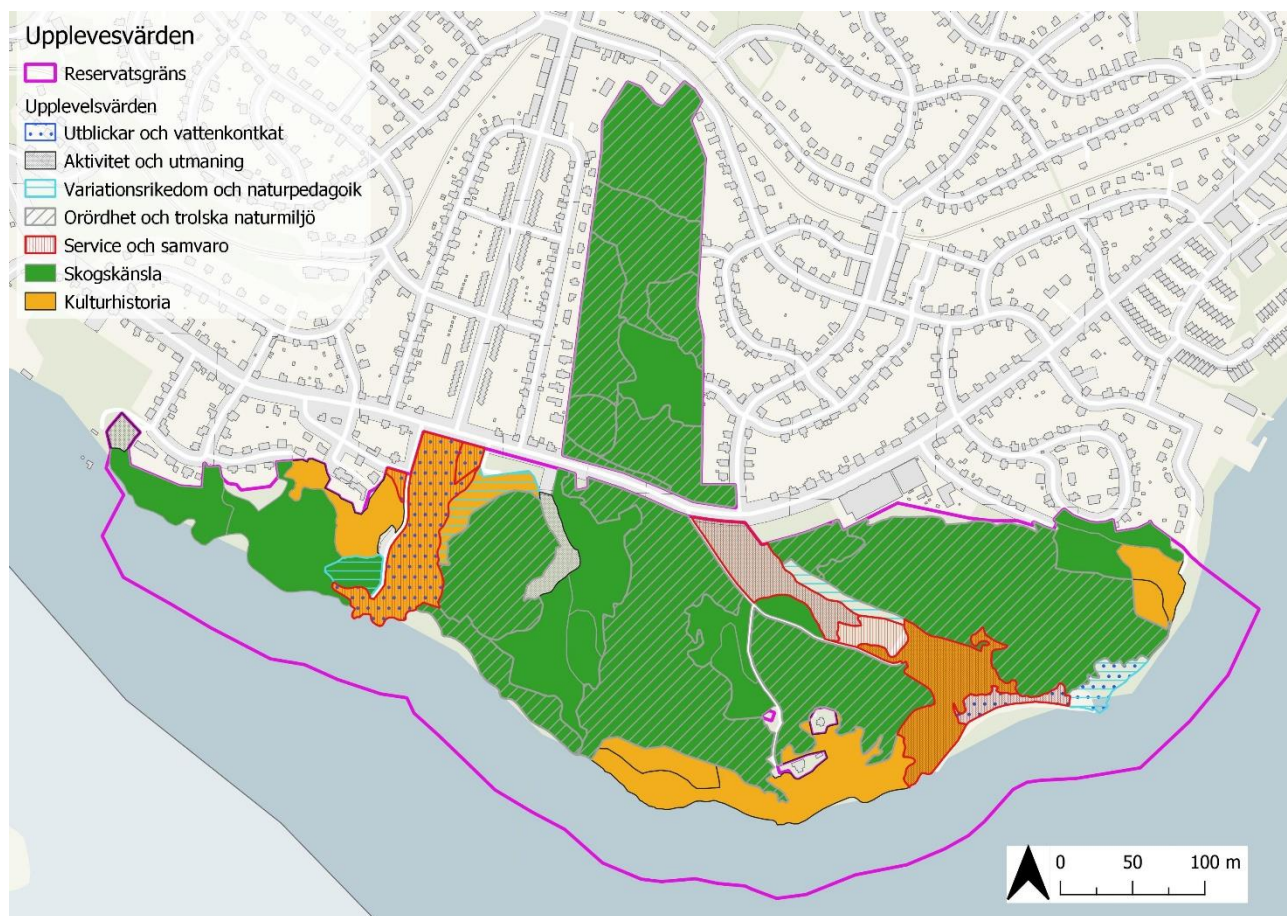 Upplevesvärden
Reservatsgräns
Upplevelsvärden
Utblickar och vattenkontkat
Aktivitet och utmaning
Variationsrikedom och naturpedagoik
Orördhet och trolska naturmiljö
Service och samvaro
Skogskänsla
Kulturhistoria
0 50 100 m